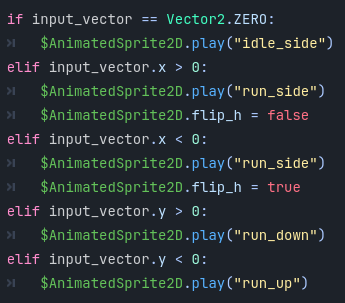 if input_vector == Vector2.ZERO:
	$AnimatedSprite2D.play("idle_side")
elif input_vector.x > 0:
	$AnimatedSprite2D.play("run_side")
	$AnimatedSprite2D.flip_h = false
elif input_vector.x < 0:
	$AnimatedSprite2D.play("run_side")
	$AnimatedSprite2D.flip_h = true
elif input_vector.y > 0:
	$AnimatedSprite2D.play("run_down")
elif input_vector.y < 0:
	$AnimatedSprite2D.play("run_up")